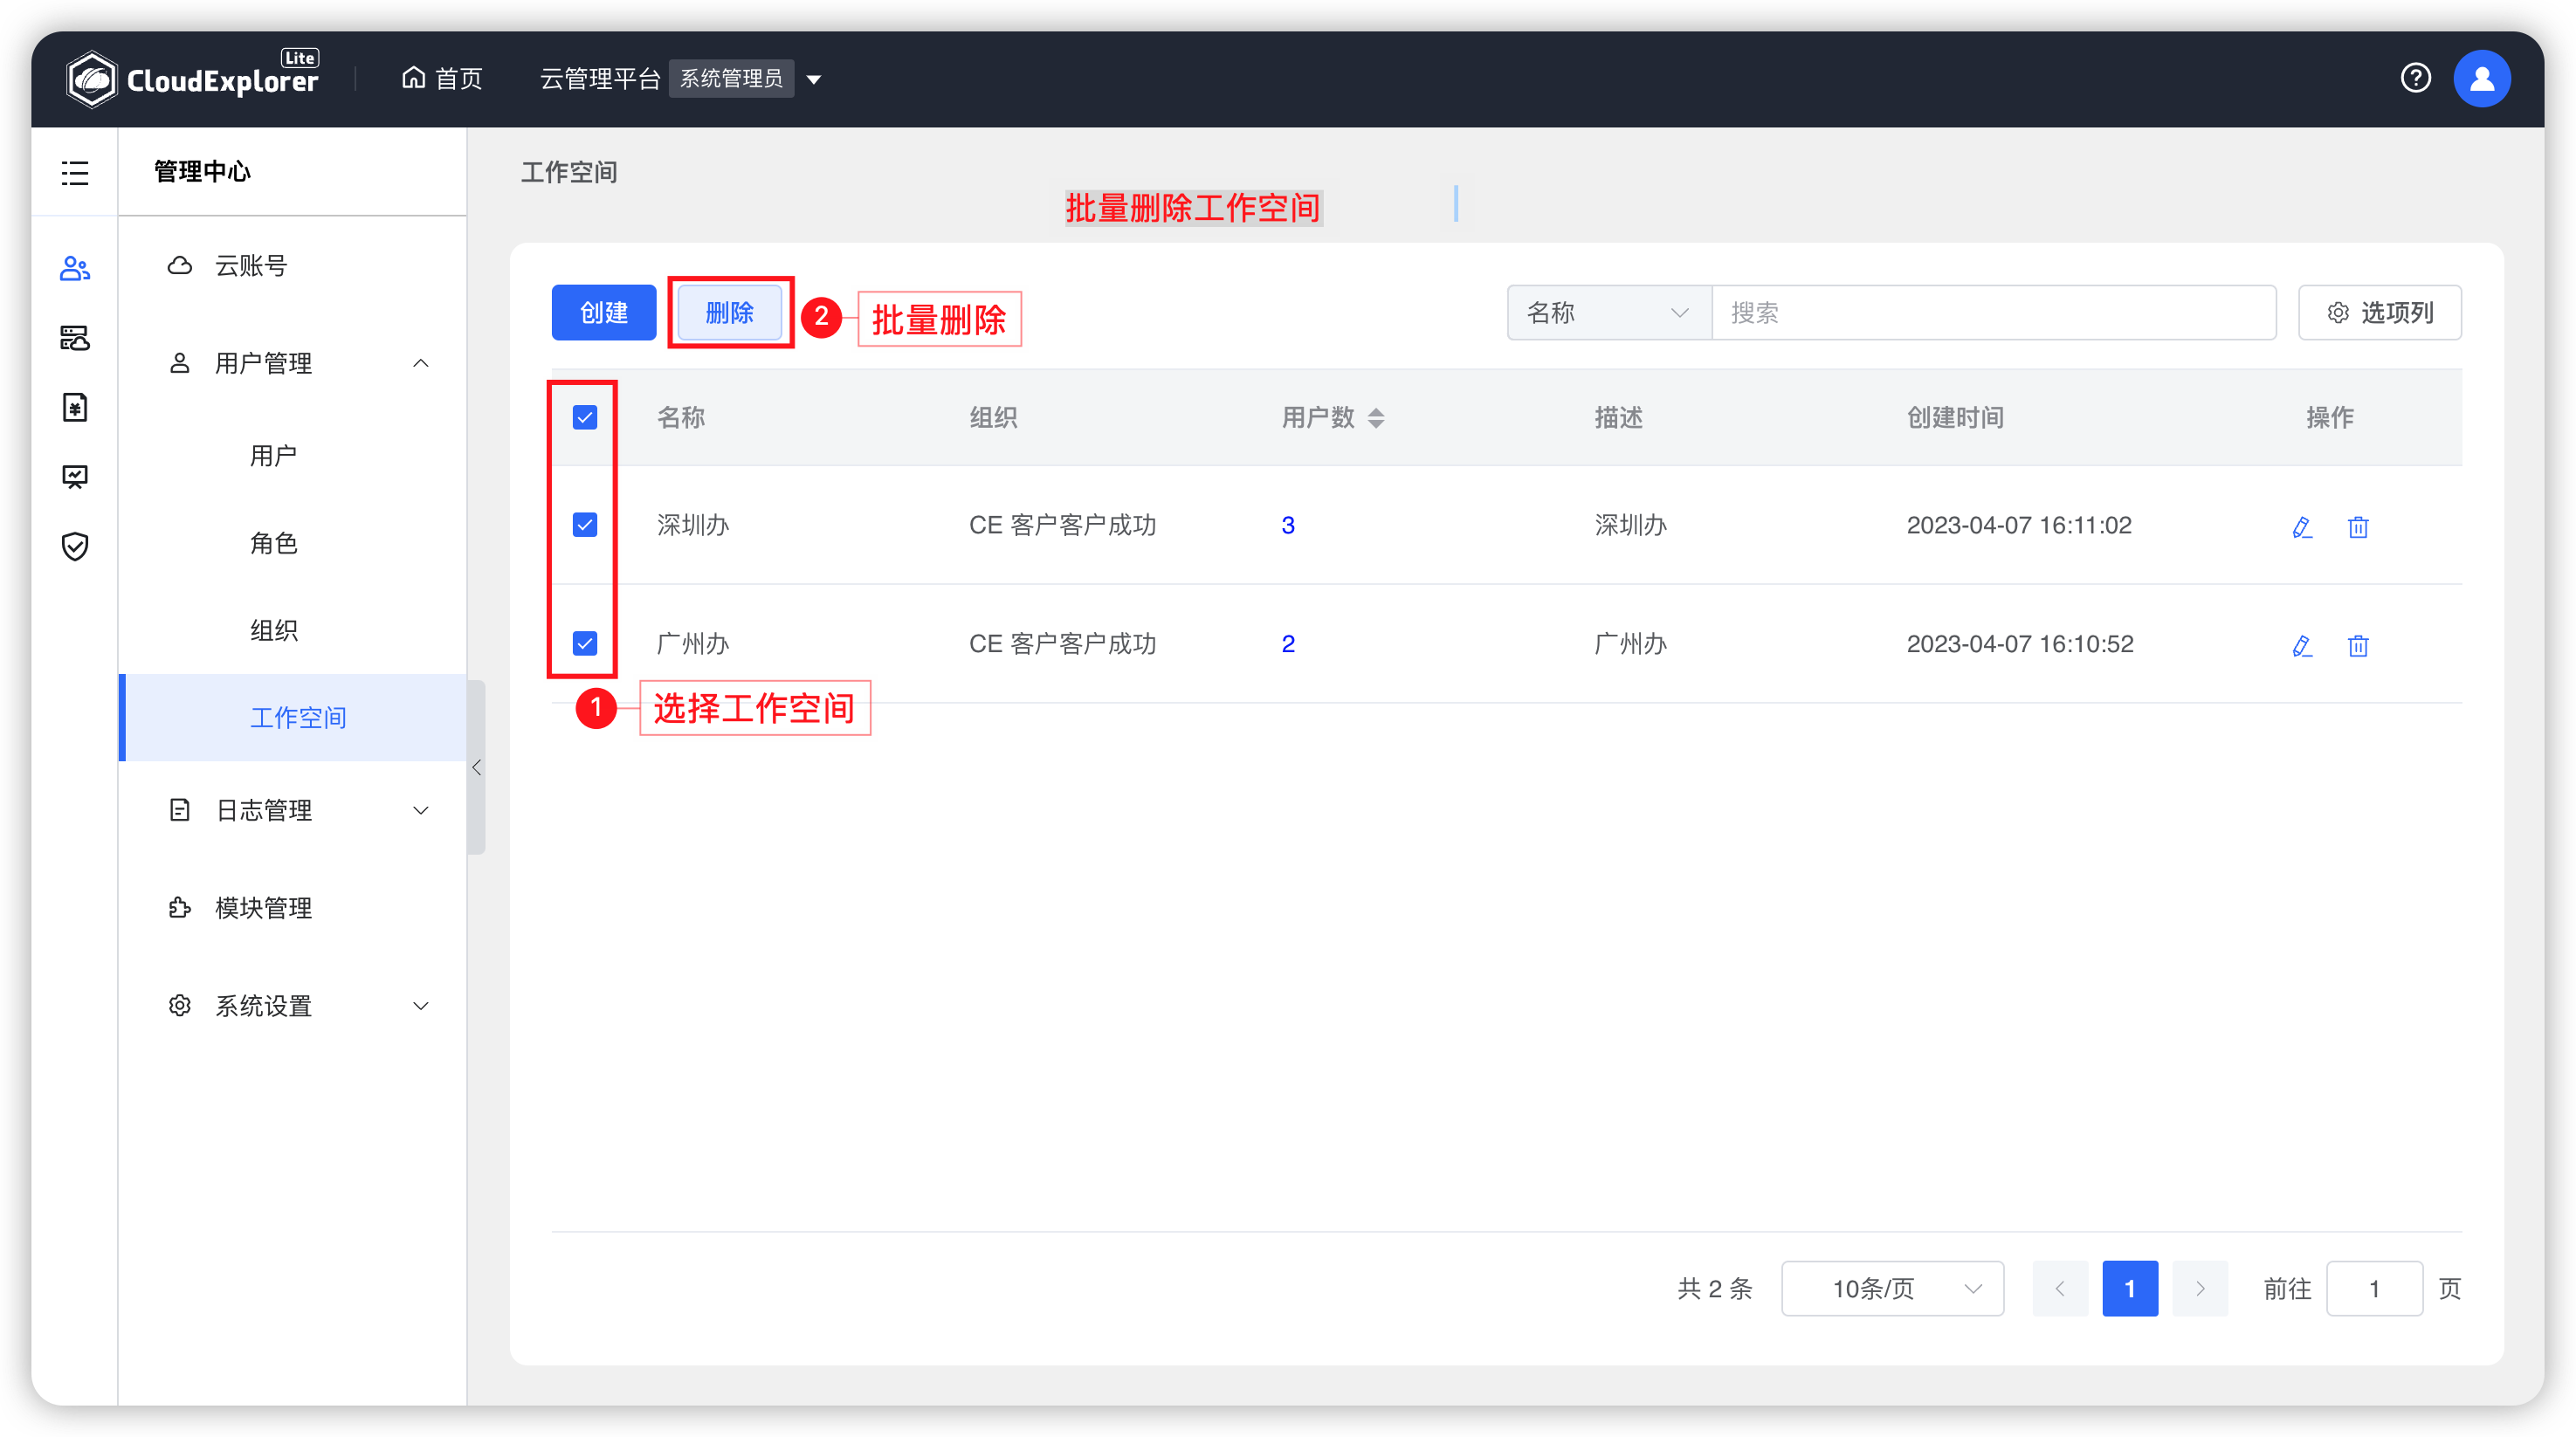 CloudExplorer Lite
首页
云管理平台 系统管理员
管理中心
云账号
用户管理
用户
角色
组织
工作空间
日志管理
模块管理
系统设置
工作空间
批量删除工作空间
创建 删除 2 批量删除 名称 搜索 选项列
名称 组织 用户数 描述 创建时间 操作
深圳办 CE 客户客户成功 3 深圳办 2023-04-07 16:11:02
广州办 CE 客户客户成功 2 广州办 2023-04-07 16:10:52
1 选择工作空间
共 2 条 10条/页 1 前往 1 页